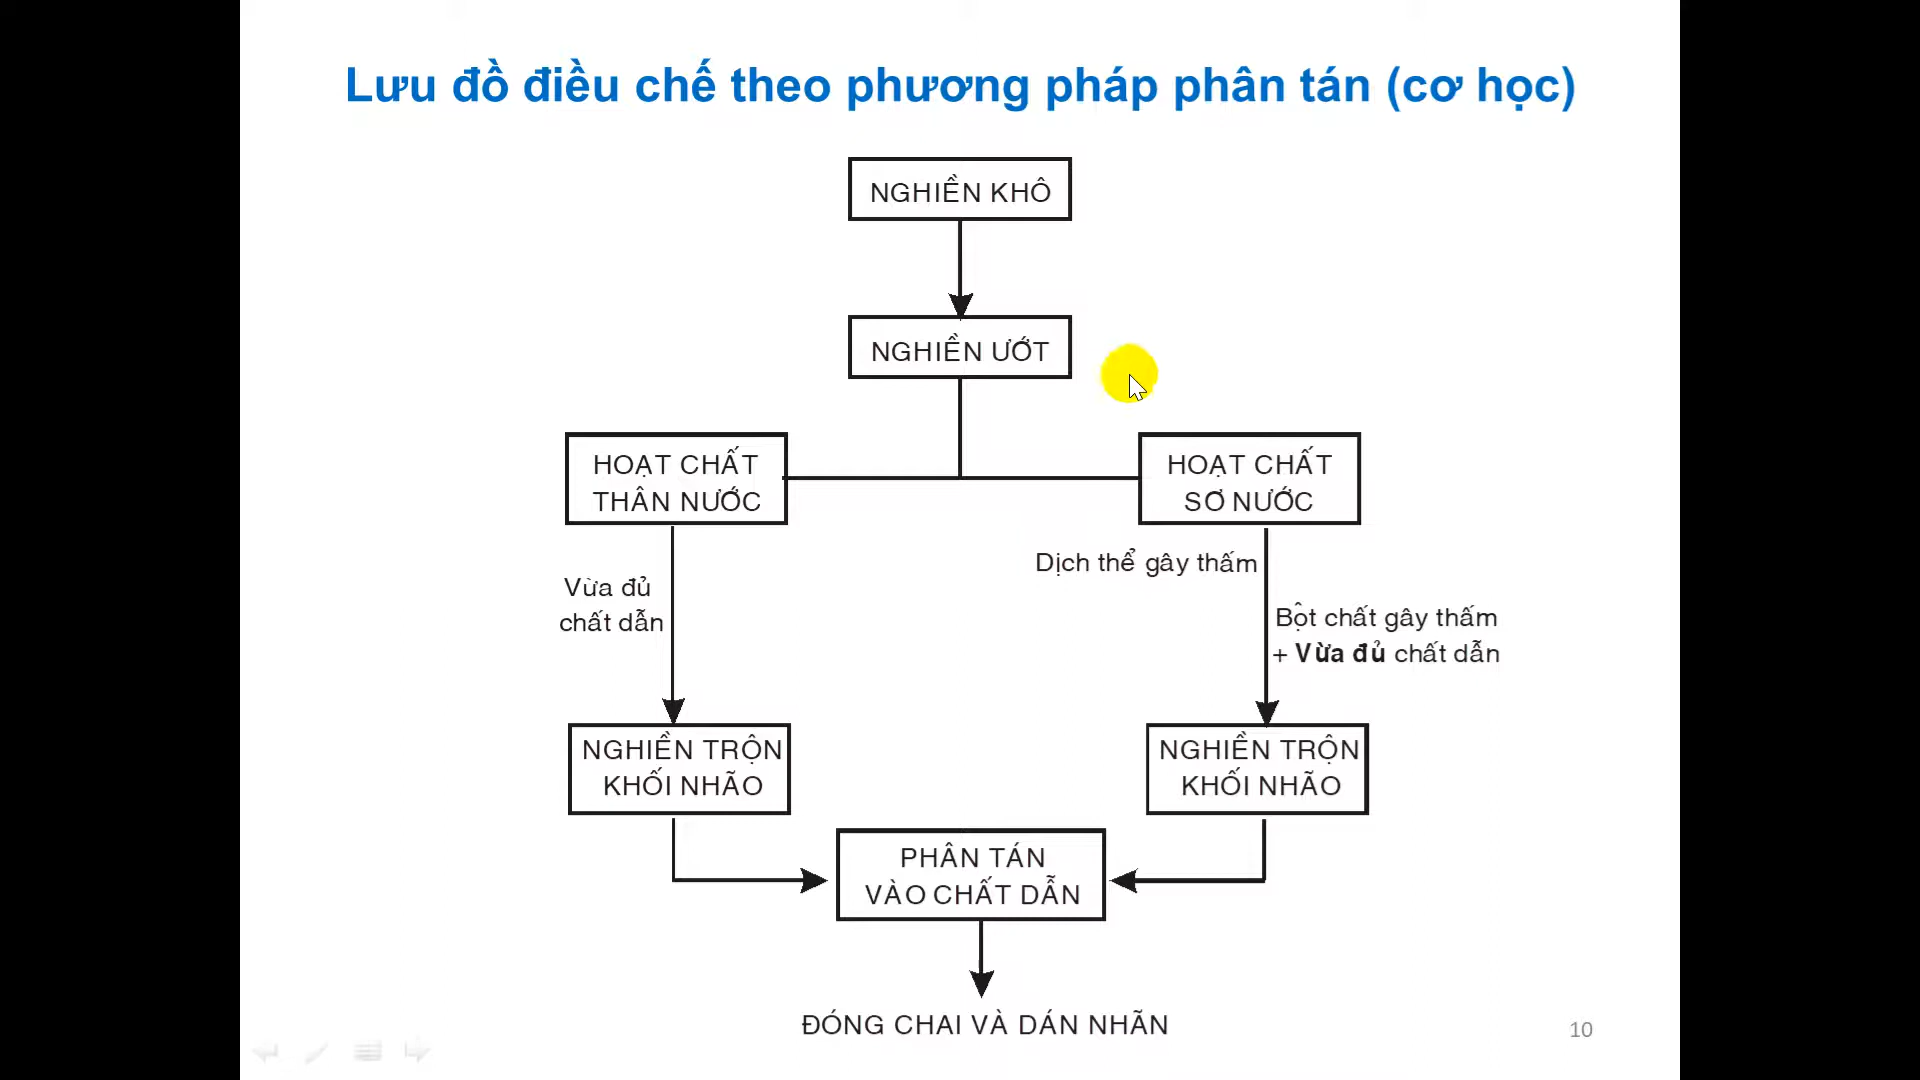 Lưu đồ điều chế theo phương pháp phân tán (cơ học)
NGHIỀN KHÔ
NGHIỀN ƯỚT
HOẠT CHẤT
THÂN NƯỚC
HOẠT CHẤT
SƠ NƯỚC
Vừa đủ
chất dẫn
Dịch thể gây thấm
Bột chất gây thấm
+ Vừa đủ chất dẫn
NGHIỀN TRỘN
KHỐI NHÃO
NGHIỀN TRỘN
KHỐI NHÃO
PHÂN TÁN
VÀO CHẤT DẪN
ĐÓNG CHAI VÀ DÁN NHÃN
10